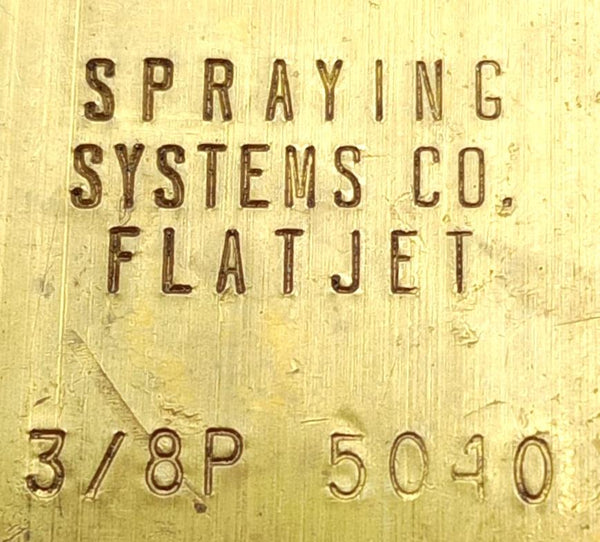 SPRAYING
SYSTEMS CO.
FLATJET
3/8P 5040